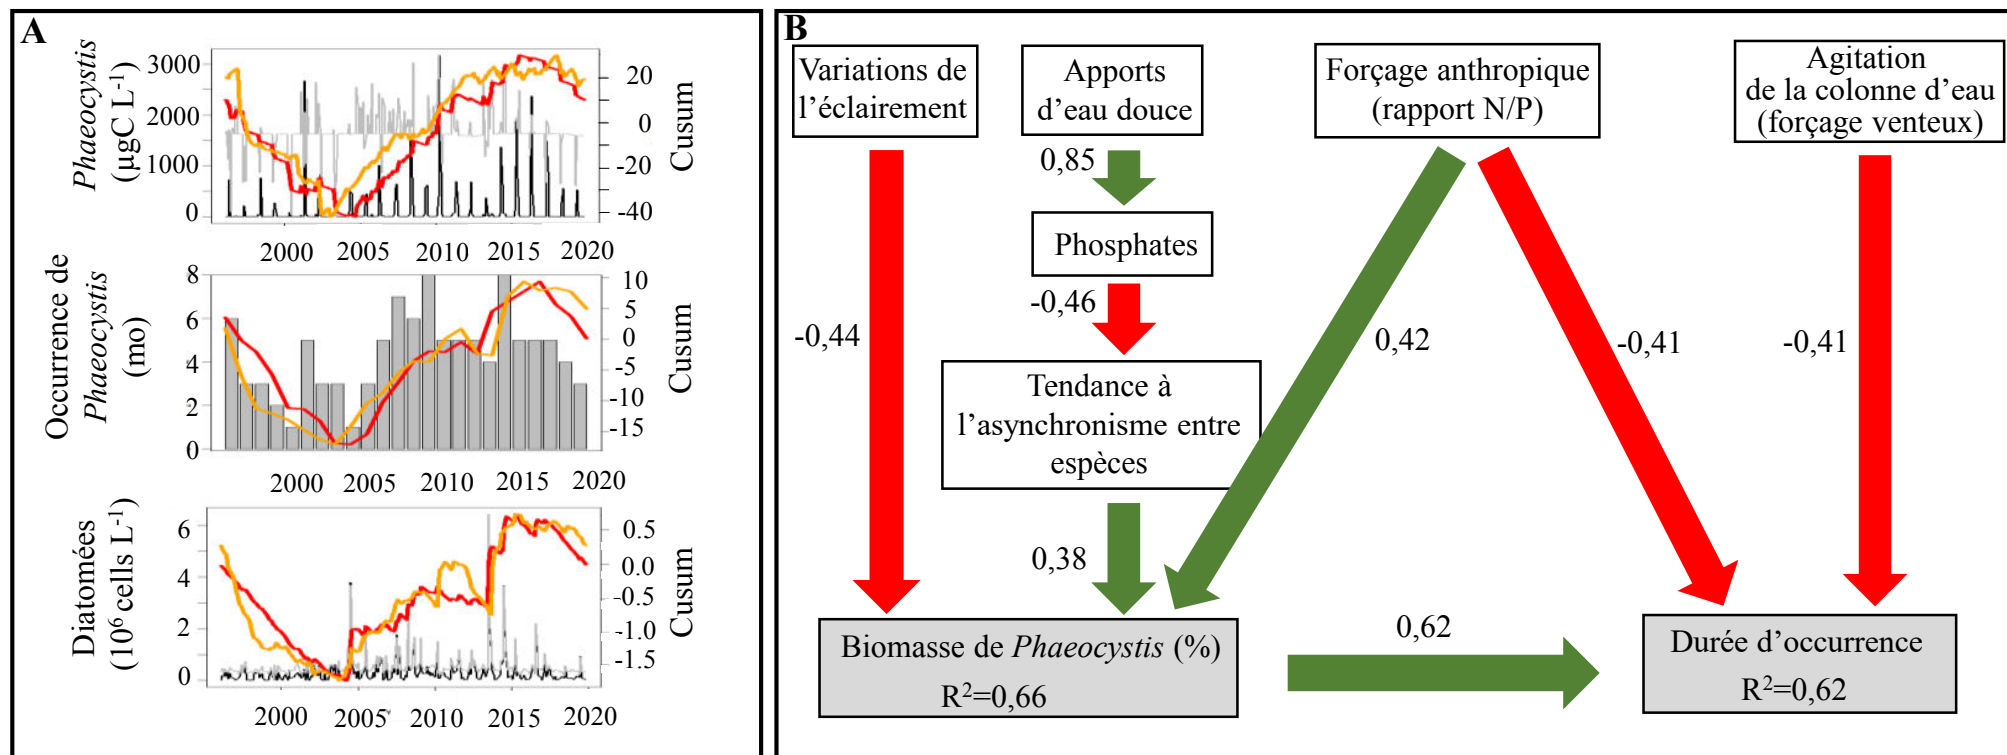 A
Phaeocystis
(µgC L-1)
3000
2000
1000
0
20
0
-20
-40
Cusum
2000 2005 2010 2015 2020
Occurrence de
Phaeocystis
(mo)
8
6
4
2
0
10
5
0
-5
-10
-15
Cusum
2000 2005 2010 2015 2020
Diatomées
(10⁶ cells L-1)
6
4
2
0
0.5
0.0
-0.5
-1.0
-1.5
Cusum
2000 2005 2010 2015 2020
B
Variations de
l’éclairement
Apports
d’eau douce
Forçage anthropique
(rapport N/P)
Agitation
de la colonne d’eau
(forçage venteux)
0,85
Phosphates
-0,46
-0,44
0,42
-0,41
-0,41
Tendance à
l’asynchronisme entre
espèces
0,38
Biomasse de Phaeocystis (%)
R²=0,66
0,62
Durée d’occurrence
R²=0,62